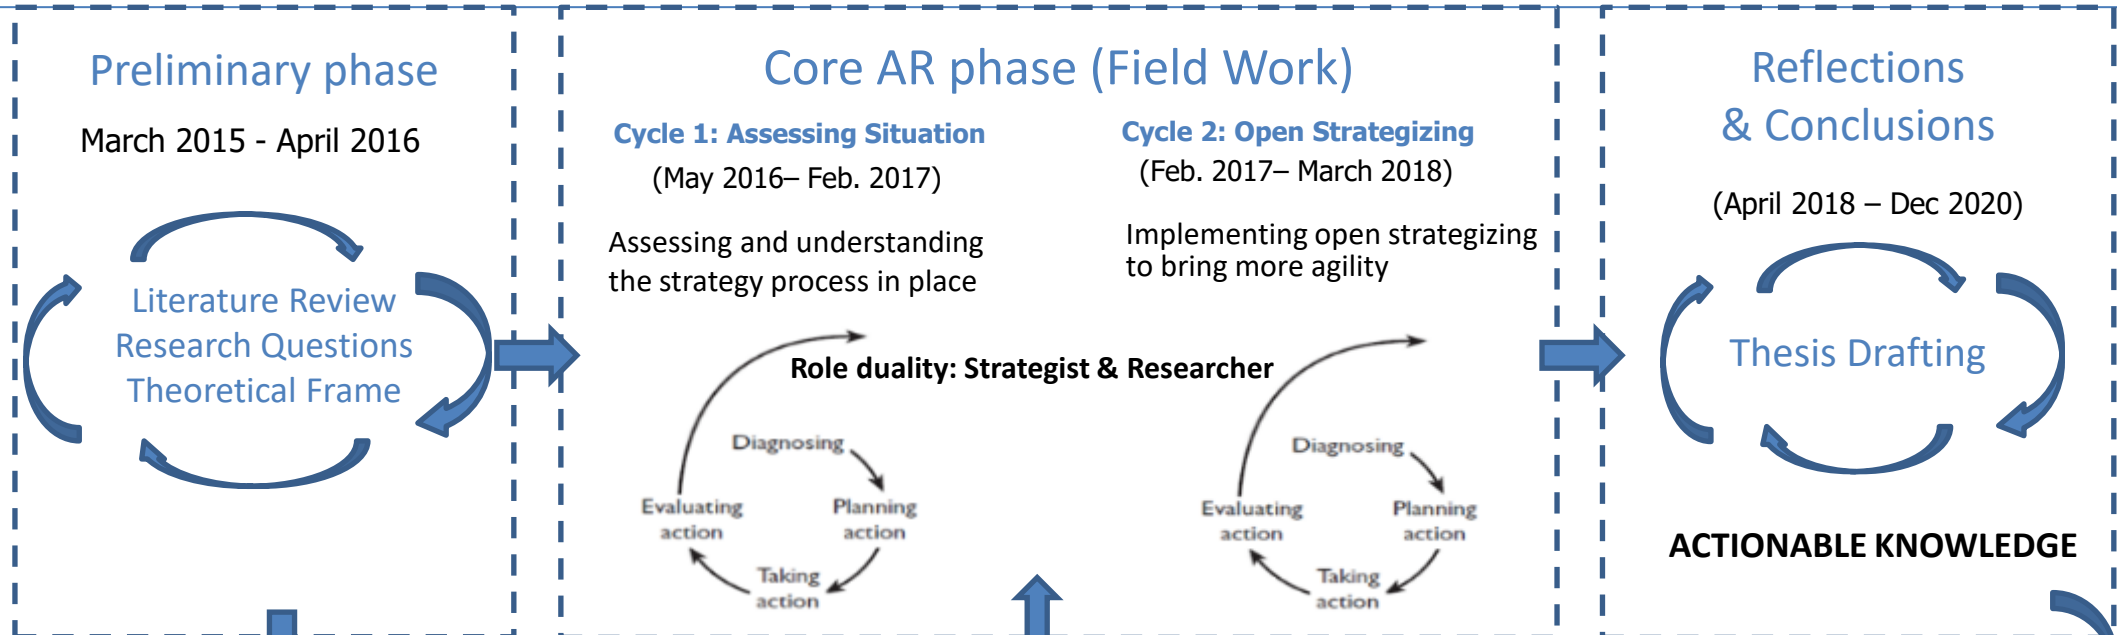 Preliminary phase
March 2015 - April 2016
Literature Review
Research Questions
Theoretical Frame
Core AR phase (Field Work)
Cycle 1: Assessing Situation
(May 2016– Feb. 2017)
Assessing and understanding
the strategy process in place
Cycle 2: Open Strategizing
(Feb. 2017– March 2018)
Implementing open strategizing
to bring more agility
Role duality: Strategist & Researcher
Diagnosing
Planning
action
Taking
action
Evaluating
action
Diagnosing
Planning
action
Taking
action
Evaluating
action
Reflections
& Conclusions
(April 2018 – Dec 2020)
Thesis Drafting
ACTIONABLE KNOWLEDGE